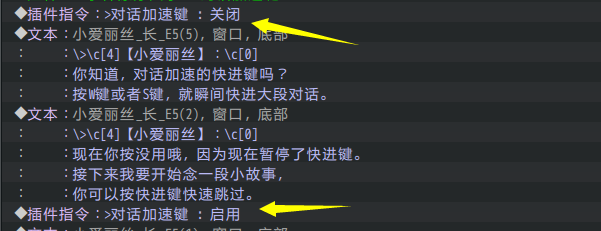 ◆插件指令:>对话加速键 : 关闭
◆文本:小爱丽丝_长_E5(5), 窗口, 底部
:    :\>\c[4]【小爱丽丝】:\c[0]
:    :你知道, 对话加速的快进键吗?
:    :按W键或者S键, 就瞬间快进大段对话。
◆文本:小爱丽丝_长_E5(2), 窗口, 底部
:    :\>\c[4]【小爱丽丝】:\c[0]
:    :现在你按没用哦, 因为现在暂停了快进键。
:    :接下来我要开始念一段小故事,
:    :你可以按快进键快速跳过。
◆插件指令:>对话加速键 : 启用